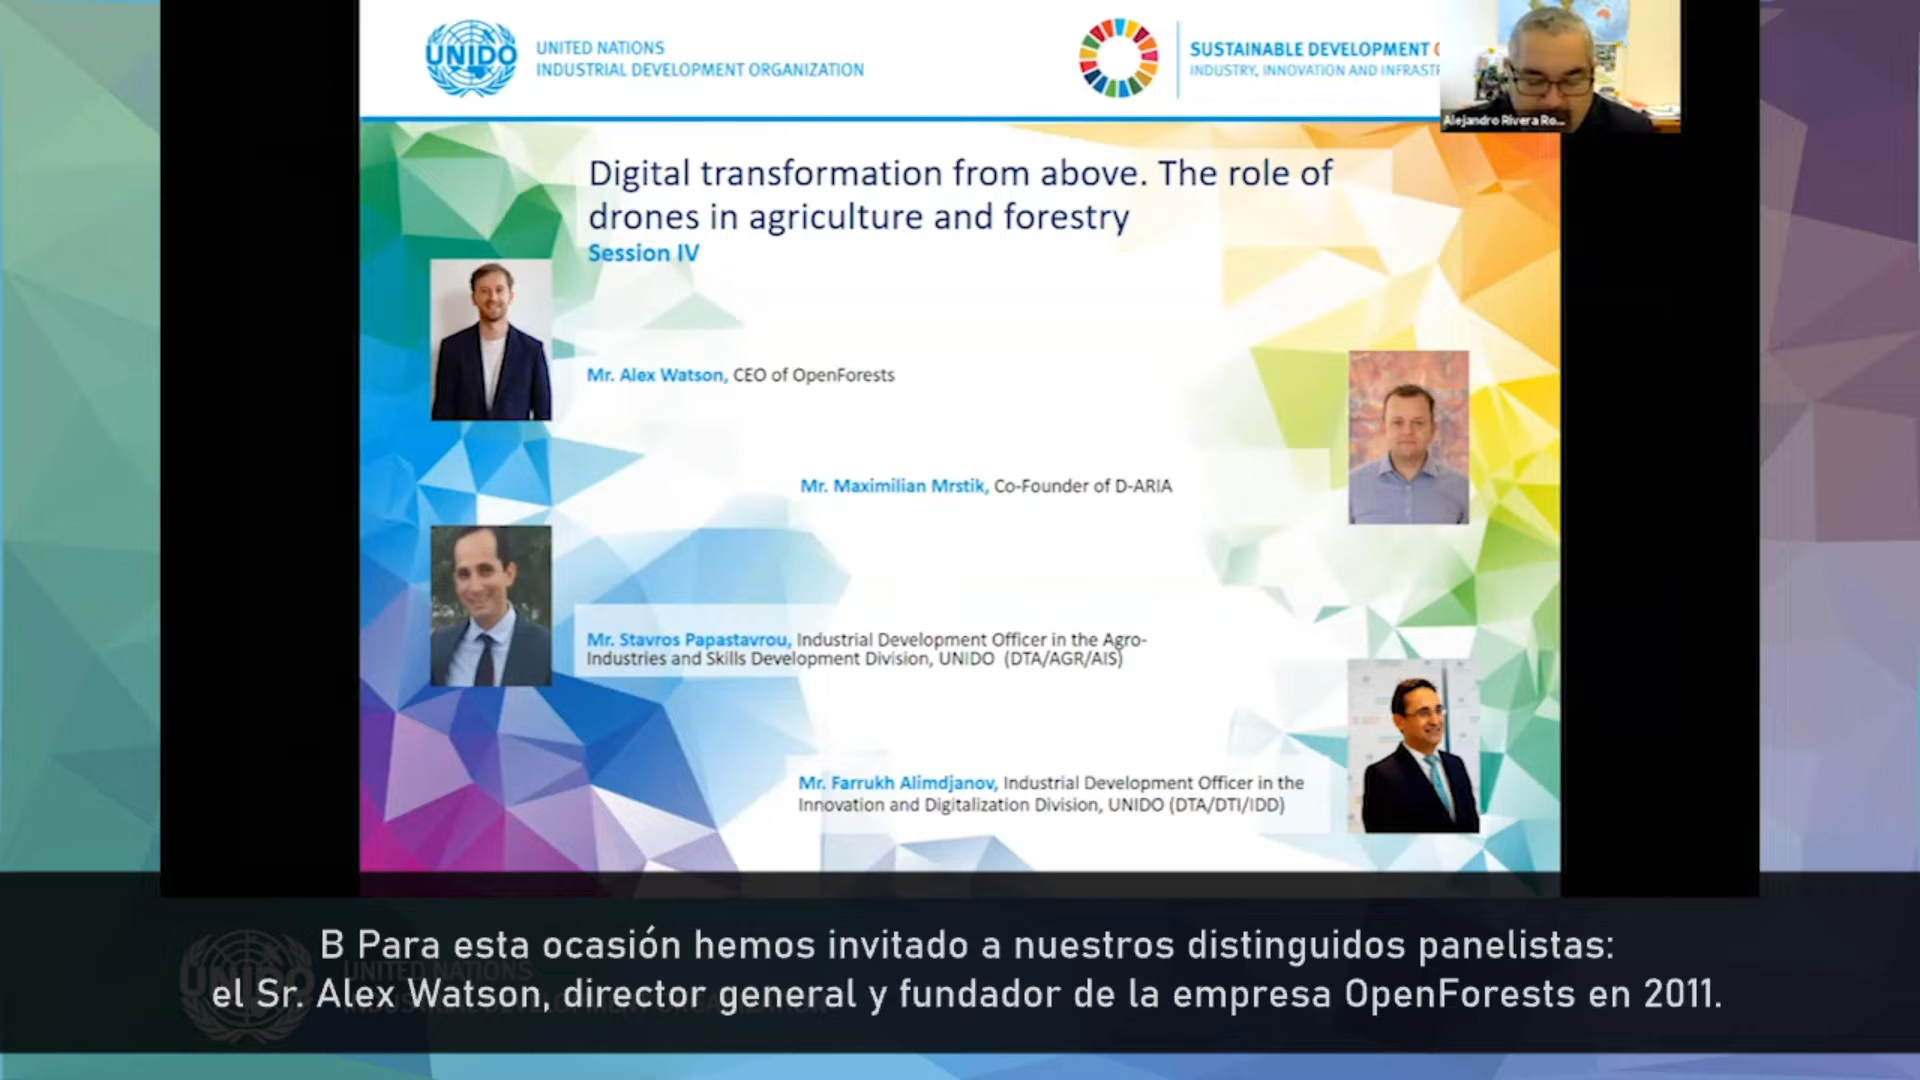 UNIDO
UNITED NATIONS
INDUSTRIAL DEVELOPMENT ORGANIZATION
SUSTAINABLE DEVELOPMENT
INDUSTRY, INNOVATION AND
Alejandro Rivera Ro...
Digital transformation from above. The role of
drones in agriculture and forestry
Session IV
Mr. Alex Watson, CEO of OpenForests
Mr. Maximilian Mrstik, Co-Founder of D-ARIA
Mr. Stavros Papastavrou, Industrial Development Officer in the Agro-
Industries and Skills Development Division, UNIDO (DTA/AGR/AIS)
Mr. Farrukh Alimdjanov, Industrial Development Officer in the
Innovation and Digitalization Division, UNIDO (DTA/DTI/IDD)
B Para esta ocasión hemos invitado a nuestros distinguidos panelistas:
el Sr. Alex Watson, director general y fundador de la empresa OpenForests en 2011.
UNIDO
UNITED NATIONS